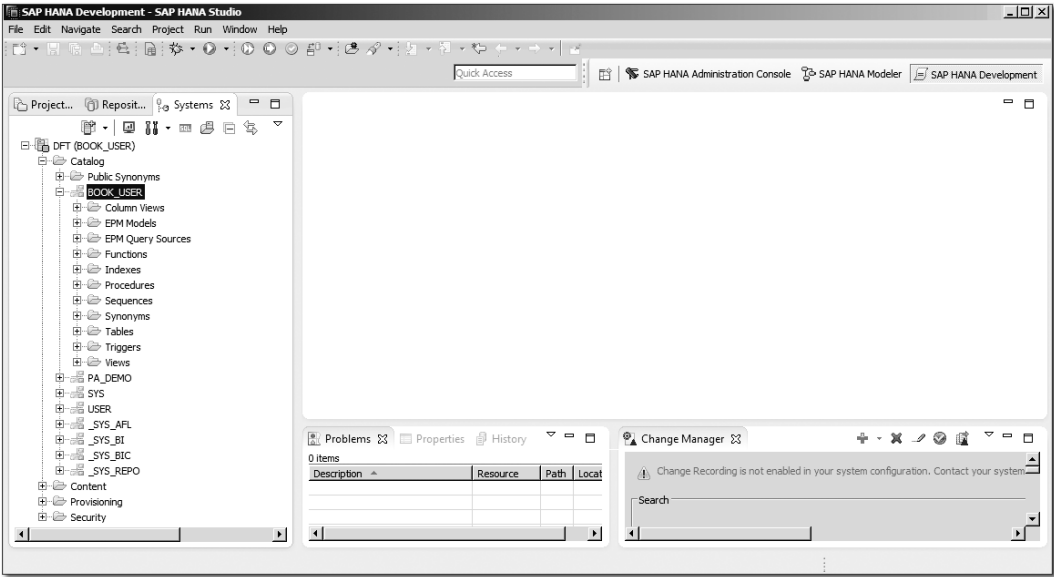 SAP HANA Development - SAP HANA Studio
File Edit Navigate Search Project Run Window Help
Quick Access
SAP HANA Administration Console SAP HANA Modeler SAP HANA Development
Project... Reposit... Systems
DFT (BOOK_USER)
Catalog
Public Synonyms
BOOK_USER
Column Views
EPM Models
EPM Query Sources
Functions
Indexes
Procedures
Sequences
Synonyms
Tables
Triggers
Views
PA_DEMO
SYS
USER
_SYS_AFL
_SYS_BI
_SYS_BIC
_SYS_REPO
Content
Provisioning
Security
Problems Properties History
0 items
Description Resource Path Locat
Change Manager
Change Recording is not enabled in your system configuration. Contact your system
Search